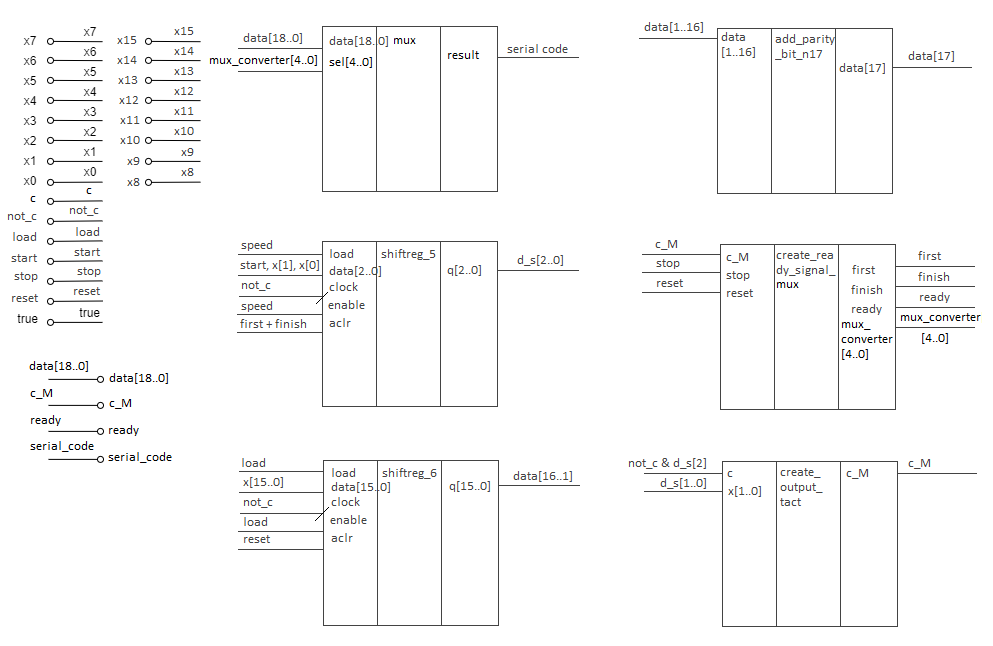 x7 x7
x6 x6
x5 x5
x4 x4
x3 x3
x2 x2
x1 x1
x0 x0
c c
not_c not_c
load load
start start
stop stop
reset reset
true true
x15 x15
x14 x14
x13 x13
x12 x12
x11 x11
x10 x10
x9 x9
x8 x8
data[18..0]
data[18..0]
c_M
c_M
ready
ready
serial_code
serial_code
data[18..0]
mux_converter[4..0]
data[18..0] mux
sel[4..0]
result
serial code
speed
start, x[1], x[0]
not_c
speed
first + finish
load
data[2..0]
clock
enable
aclr
shiftreg_5
q[2..0]
d_s[2..0]
load
x[15..0]
not_c
load
reset
load
data[15..0]
clock
enable
aclr
shiftreg_6
q[15..0]
data[16..1]
data[1..16]
data
[1..16]
add_parity
_bit_n17
data[17]
data[17]
c_M
stop
reset
c_M
stop
reset
create_rea
dy_signal_
mux
first
finish
ready
mux_
converter
[4..0]
first
finish
ready
mux_converter
[4..0]
not_c & d_s[2]
d_s[1..0]
c
x[1..0]
create_
output_
tact
c_M
c_M